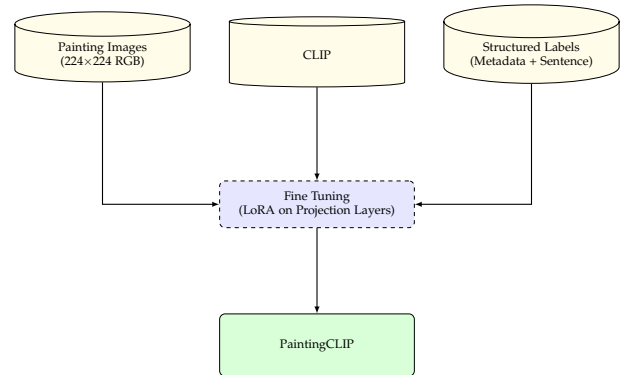 Painting Images
(224×224 RGB)
CLIP
Structured Labels
(Metadata + Sentence)
Fine Tuning
(LoRA on Projection Layers)
PaintingCLIP